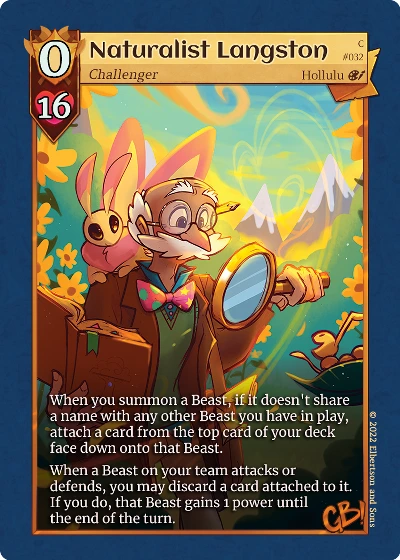 0
Naturalist Langston
C
#032
Challenger
Hollulu
16
When you summon a Beast, if it doesn't share
a name with any other Beast you have in play,
attach a card from the top card of your deck
face down onto that Beast.
When a Beast on your team attacks or
defends, you may discard a card attached to it.
If you do, that Beast gains 1 power until
the end of the turn.
© 2022 Elbertson and Sons
GB!